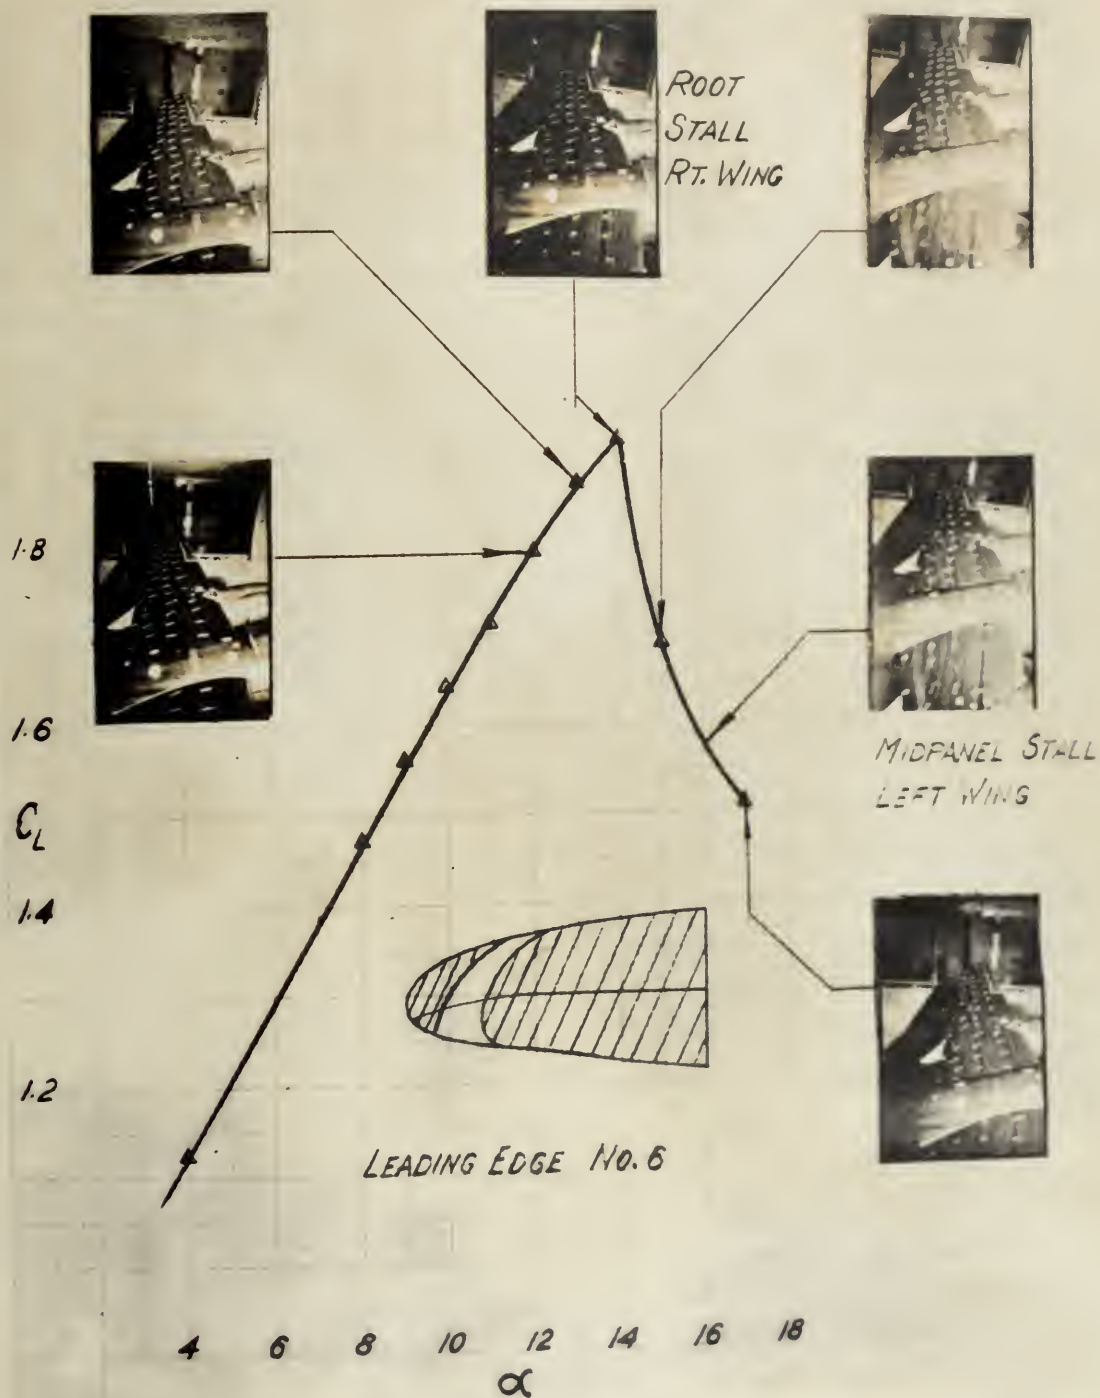 ROOT
STALL
RT. WING
1.8
1.6
MIDPANEL STALL
LEFT WING
C_L
1.4
1.2
LEADING EDGE NO. 6
4 6 8 10 12 14 16 18
α